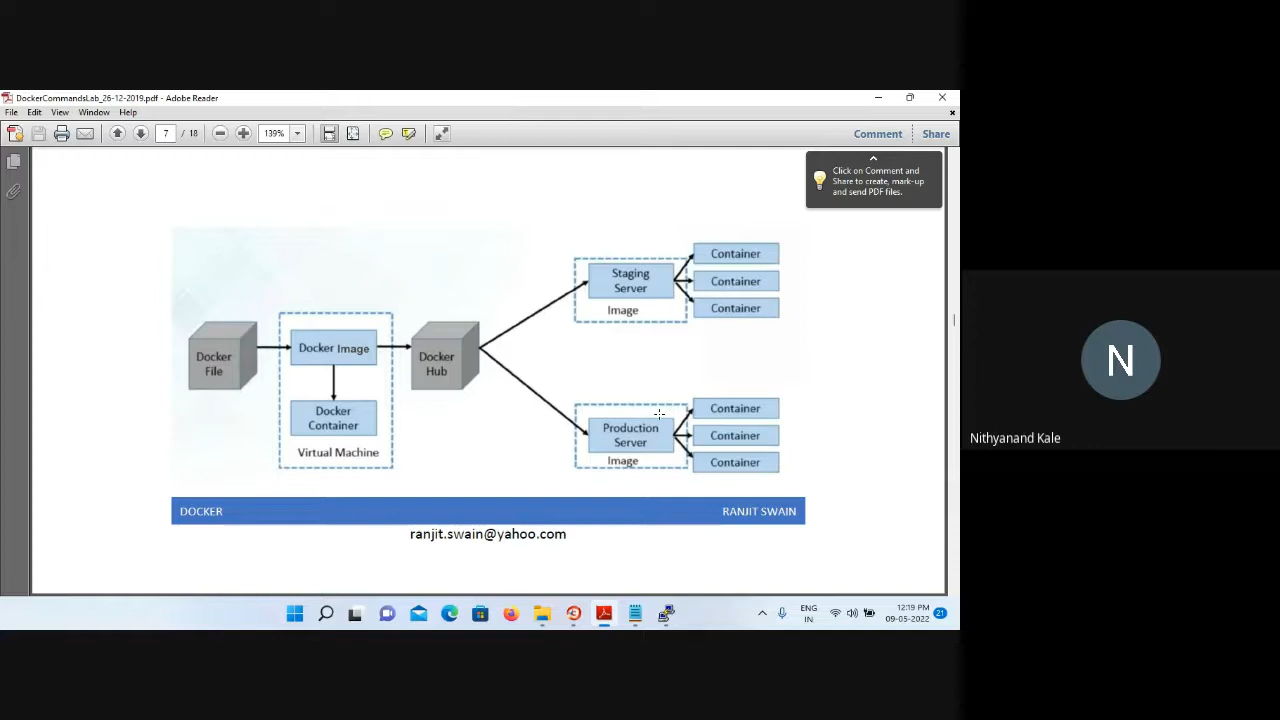 DockerCommandsLab_26-12-2019.pdf - Adobe Reader
File Edit View Window Help
7 / 18 139% Comment Share
Click on Comment and
Share to create, mark-up
and send PDF files.
Docker
File
Docker Image
Docker
Container
Virtual Machine
Docker
Hub
Staging
Server
Image
Container
Container
Container
Production
Server
Image
Container
Container
Container
DOCKER RANJIT SWAIN
ranjit.swain@yahoo.com
ENG
IN
12:19 PM
09-05-2022
21
N
Nithyanand Kale